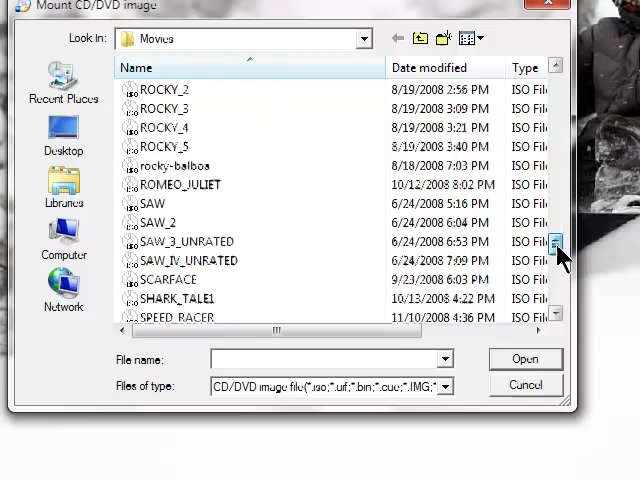 Mount CD/DVD image
Look in: Movies
Name Date modified Type
ROCKY_2 8/19/2008 2:56 PM ISO File
ROCKY_3 8/19/2008 3:09 PM ISO File
ROCKY_4 8/19/2008 3:21 PM ISO File
ROCKY_5 8/19/2008 3:40 PM ISO File
rocky-balboa 8/18/2008 7:03 PM ISO File
ROMEO_JULIET 10/12/2008 8:02 PM ISO File
SAW 6/24/2008 5:16 PM ISO File
SAW_2 6/24/2008 6:04 PM ISO File
SAW_3_UNRATED 6/24/2008 6:53 PM ISO File
SAW_IV_UNRATED 6/24/2008 7:09 PM ISO File
SCARFACE 9/23/2008 6:03 PM ISO File
SHARK_TALE1 10/13/2008 4:22 PM ISO File
SPEED_RACER 11/10/2008 4:36 PM ISO File
Recent Places
Desktop
Libraries
Computer
Network
File name: Open
Files of type: CD/DVD image file(*.iso;*.uif;*.bin;*.cue;*.IMG;* Cancel